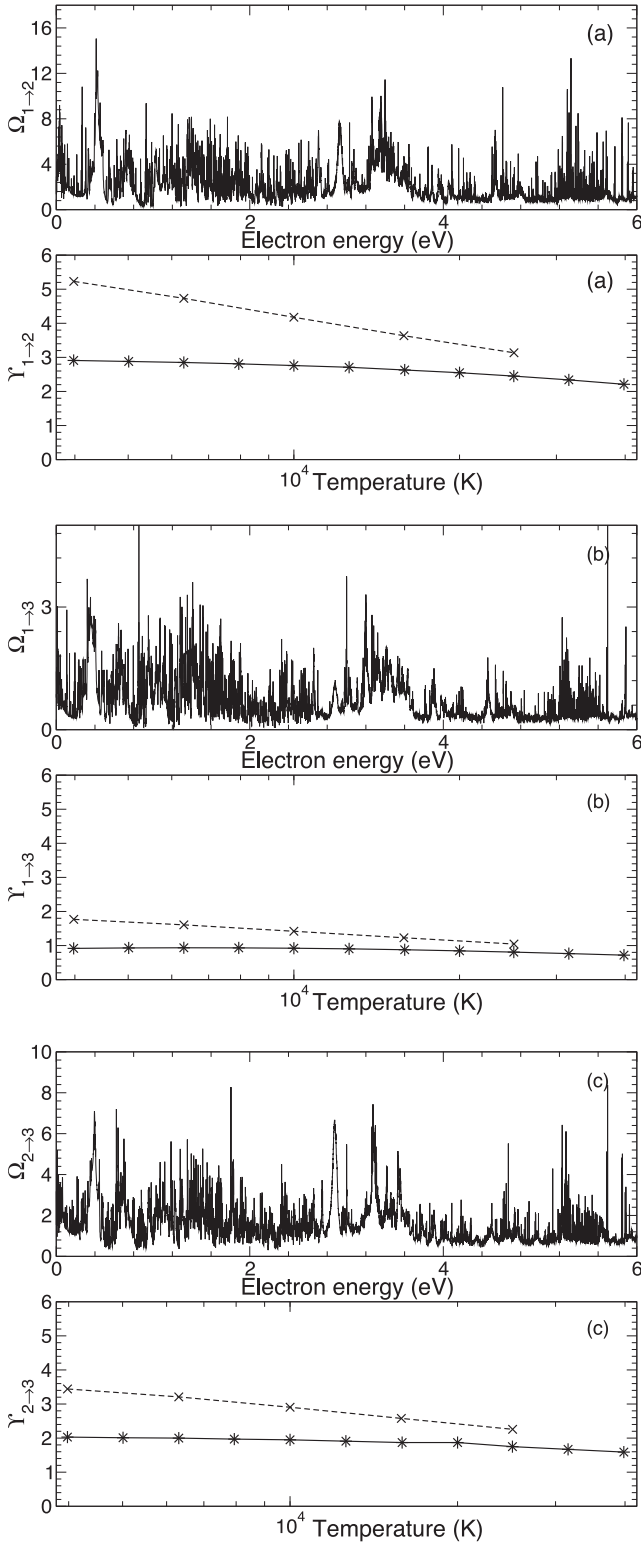 16
12
8
4
0
Ω1→2
(a)
0 2 4 6
Electron energy (eV)
6
5
4
3
2
1
0
ϒ1→2
(a)
10⁴ Temperature (K)
3
0
Ω1→3
(b)
0 2 4 6
Electron energy (eV)
6
5
4
3
2
1
0
ϒ1→3
(b)
10⁴ Temperature (K)
10
8
6
4
2
0
Ω2→3
(c)
0 2 4 6
Electron energy (eV)
6
5
4
3
2
1
0
ϒ2→3
(c)
10⁴ Temperature (K)